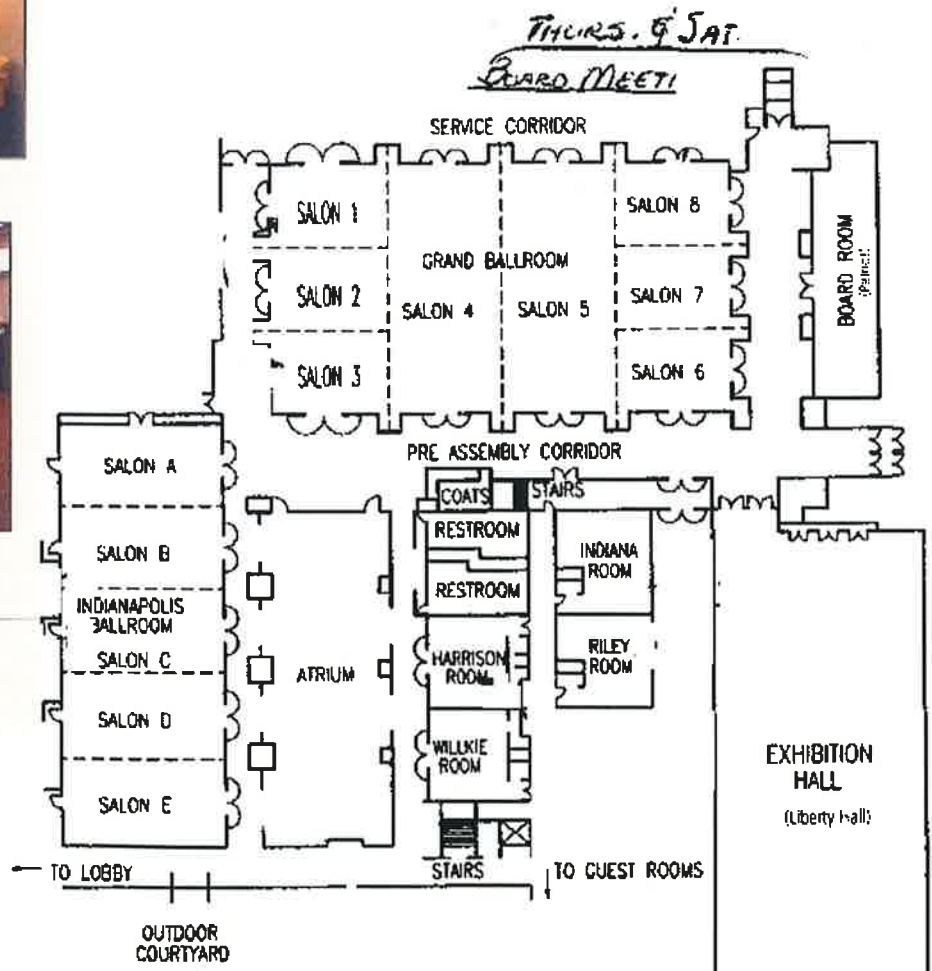 THURS. & SAT.
BOARD MEETI
SERVICE CORRIDOR
SALON 1
SALON 8
GRAND BALLROOM
SALON 2
SALON 4
SALON 5
SALON 7
SALON 3
SALON 6
BOARD ROOM
(Patriot)
PRE ASSEMBLY CORRIDOR
SALON A
COATS
STAIRS
RESTROOM
INDIANA
ROOM
SALON B
RESTROOM
INDIANAPOLIS
BALLROOM
SALON C
ATRIUM
HARRISON
ROOM
RILEY
ROOM
SALON D
WILLKIE
ROOM
EXHIBITION
HALL
(Liberty Hall)
SALON E
STAIRS
← TO LOBBY
TO GUEST ROOMS ↓
OUTDOOR
COURTYARD